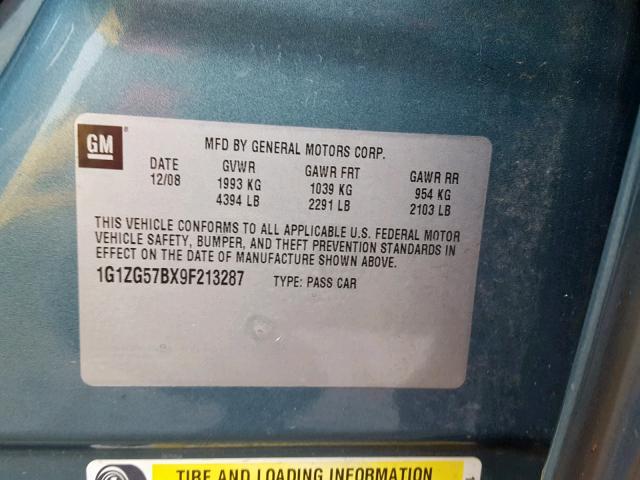 GM
MFD BY GENERAL MOTORS CORP.
DATE GVWR GAWR FRT GAWR RR
12/08 1993 KG 1039 KG 954 KG
4394 LB 2291 LB 2103 LB
THIS VEHICLE CONFORMS TO ALL APPLICABLE U.S. FEDERAL MOTOR
VEHICLE SAFETY, BUMPER, AND THEFT PREVENTION STANDARDS IN
EFFECT ON THE DATE OF MANUFACTURE SHOWN ABOVE.
1G1ZG57BX9F213287 TYPE: PASS CAR
TIRE AND LOADING INFORMATION